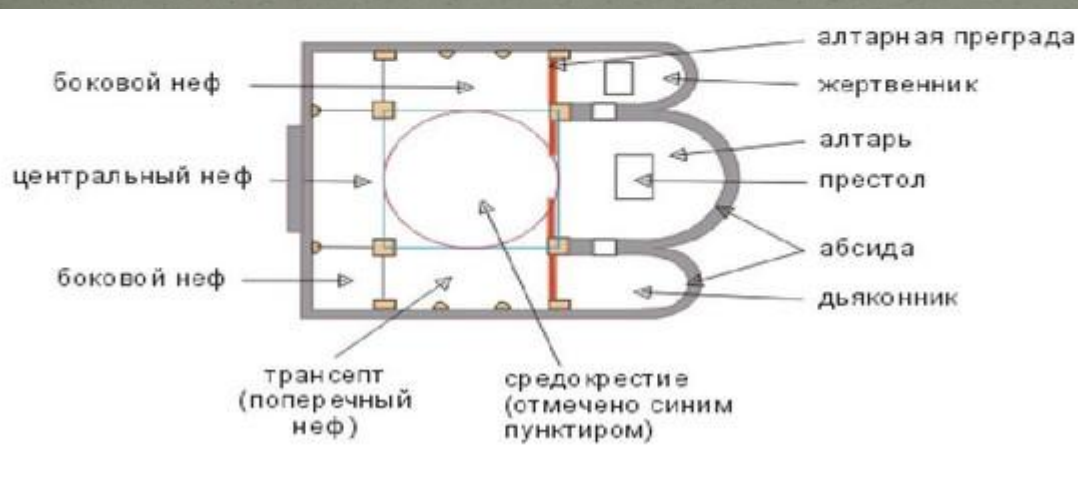 алтарная преграда
боковой неф
жертвенник
алтарь
центральный неф
престол
абсида
боковой неф
дьяконник
трансепт
(поперечный
неф)
средокрестие
(отмечено синим
пунктиром)